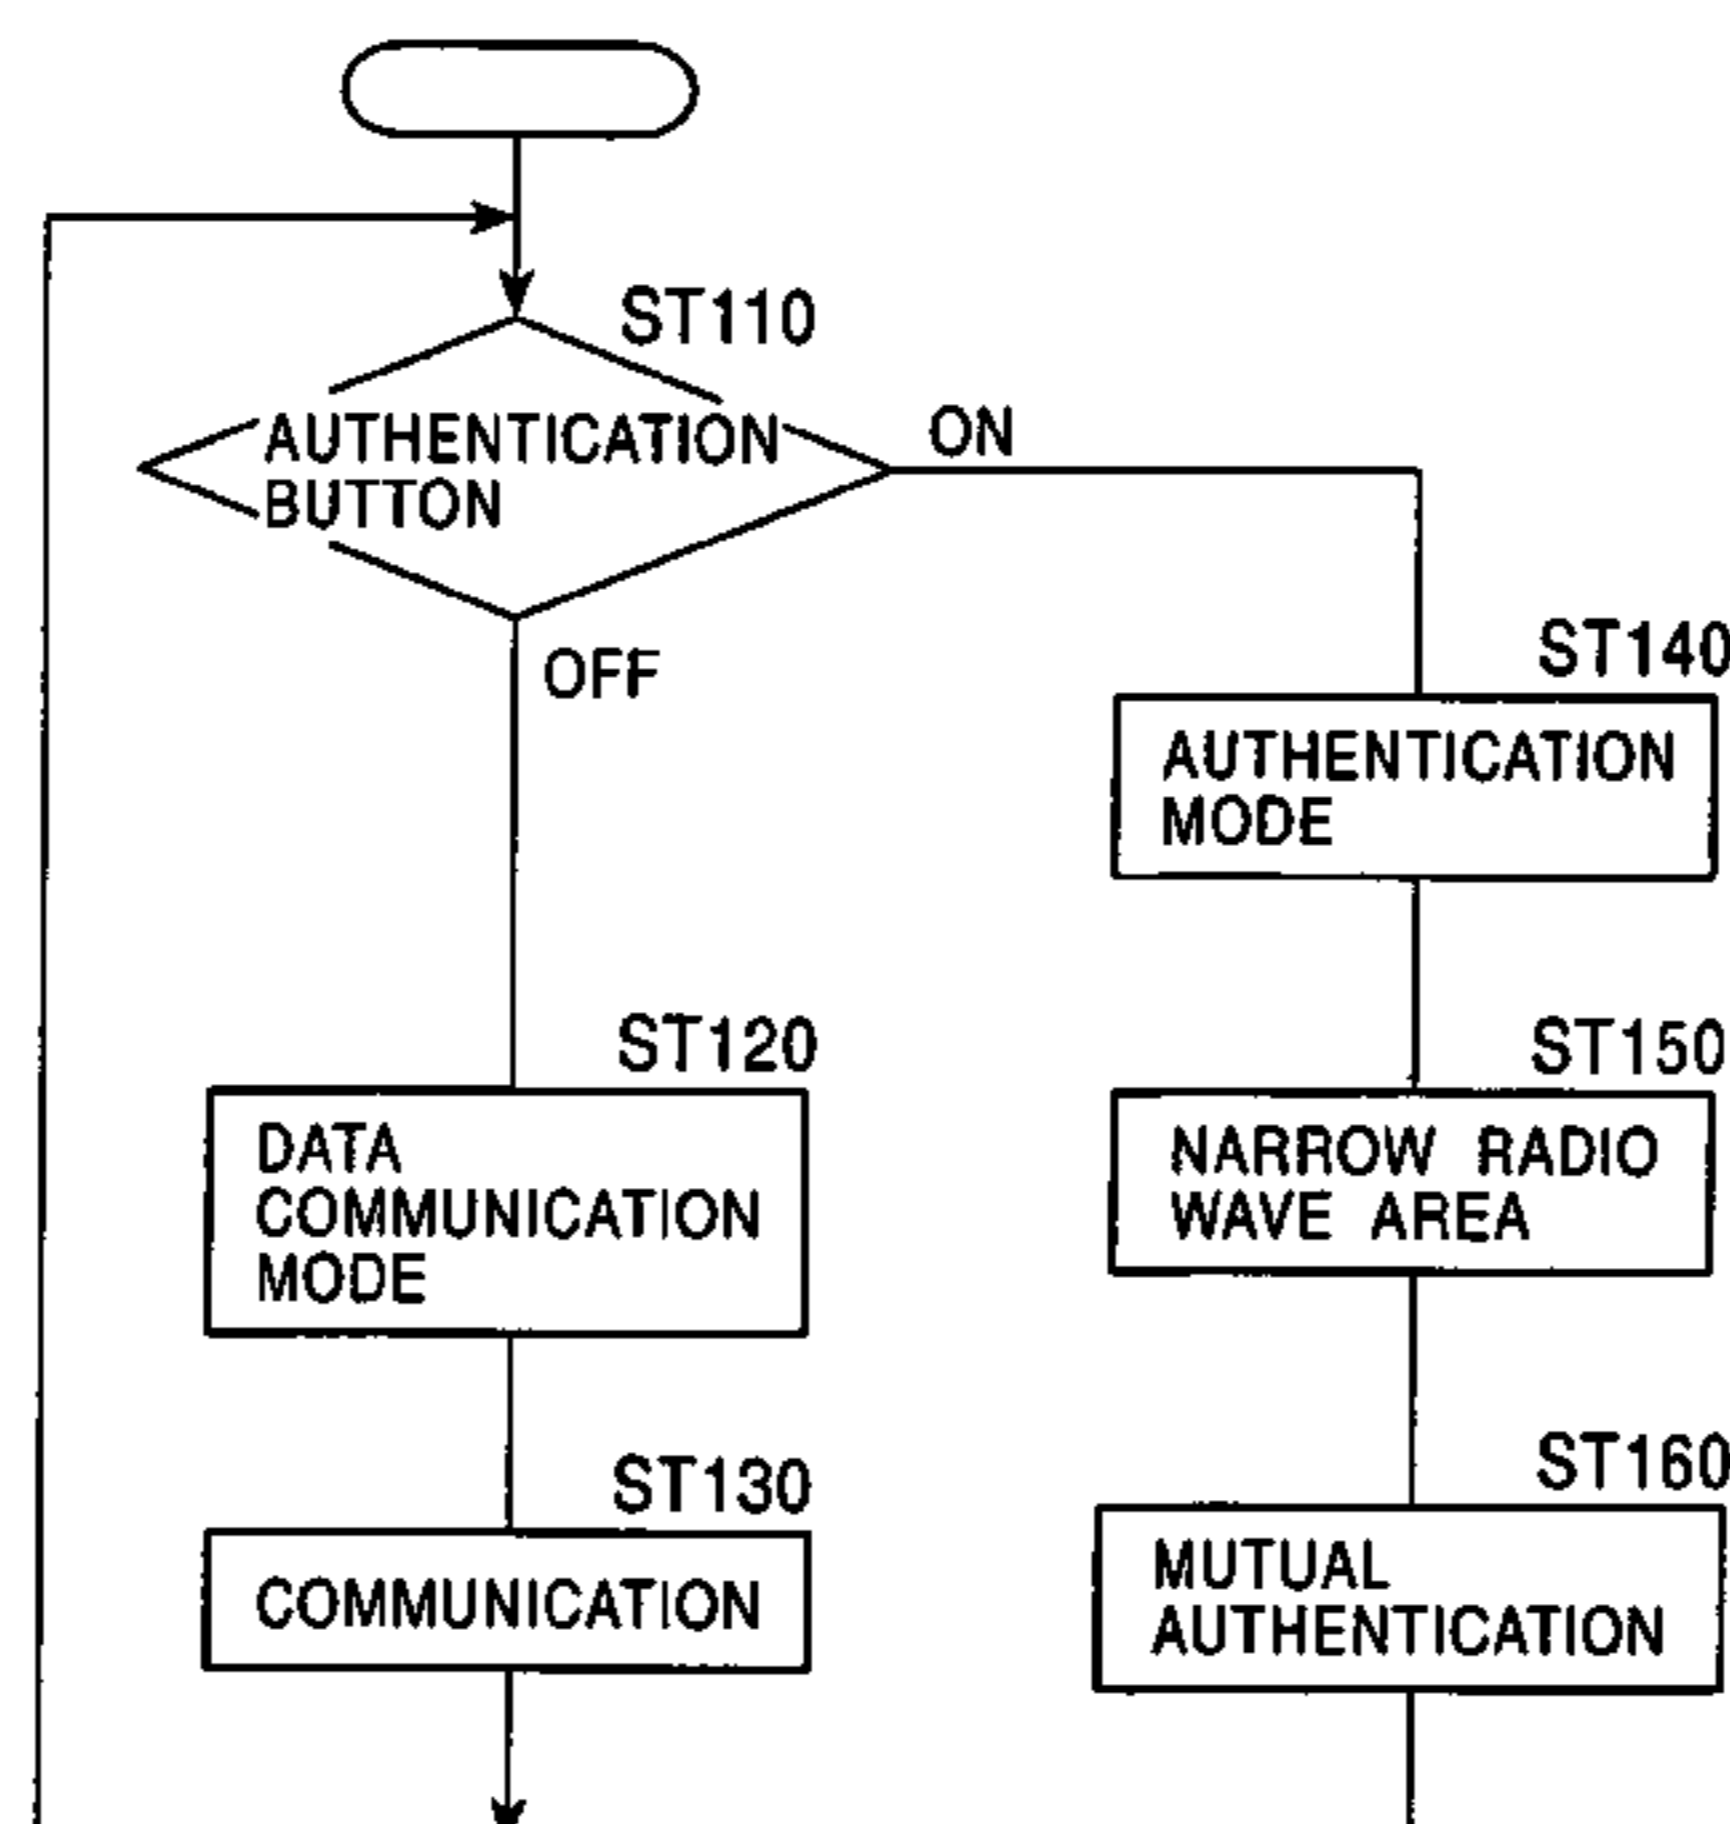 ST110
AUTHENTICATION
BUTTON
ON
OFF
ST140
AUTHENTICATION
MODE
ST120
DATA
COMMUNICATION
MODE
ST150
NARROW RADIO
WAVE AREA
ST130
COMMUNICATION
ST160
MUTUAL
AUTHENTICATION